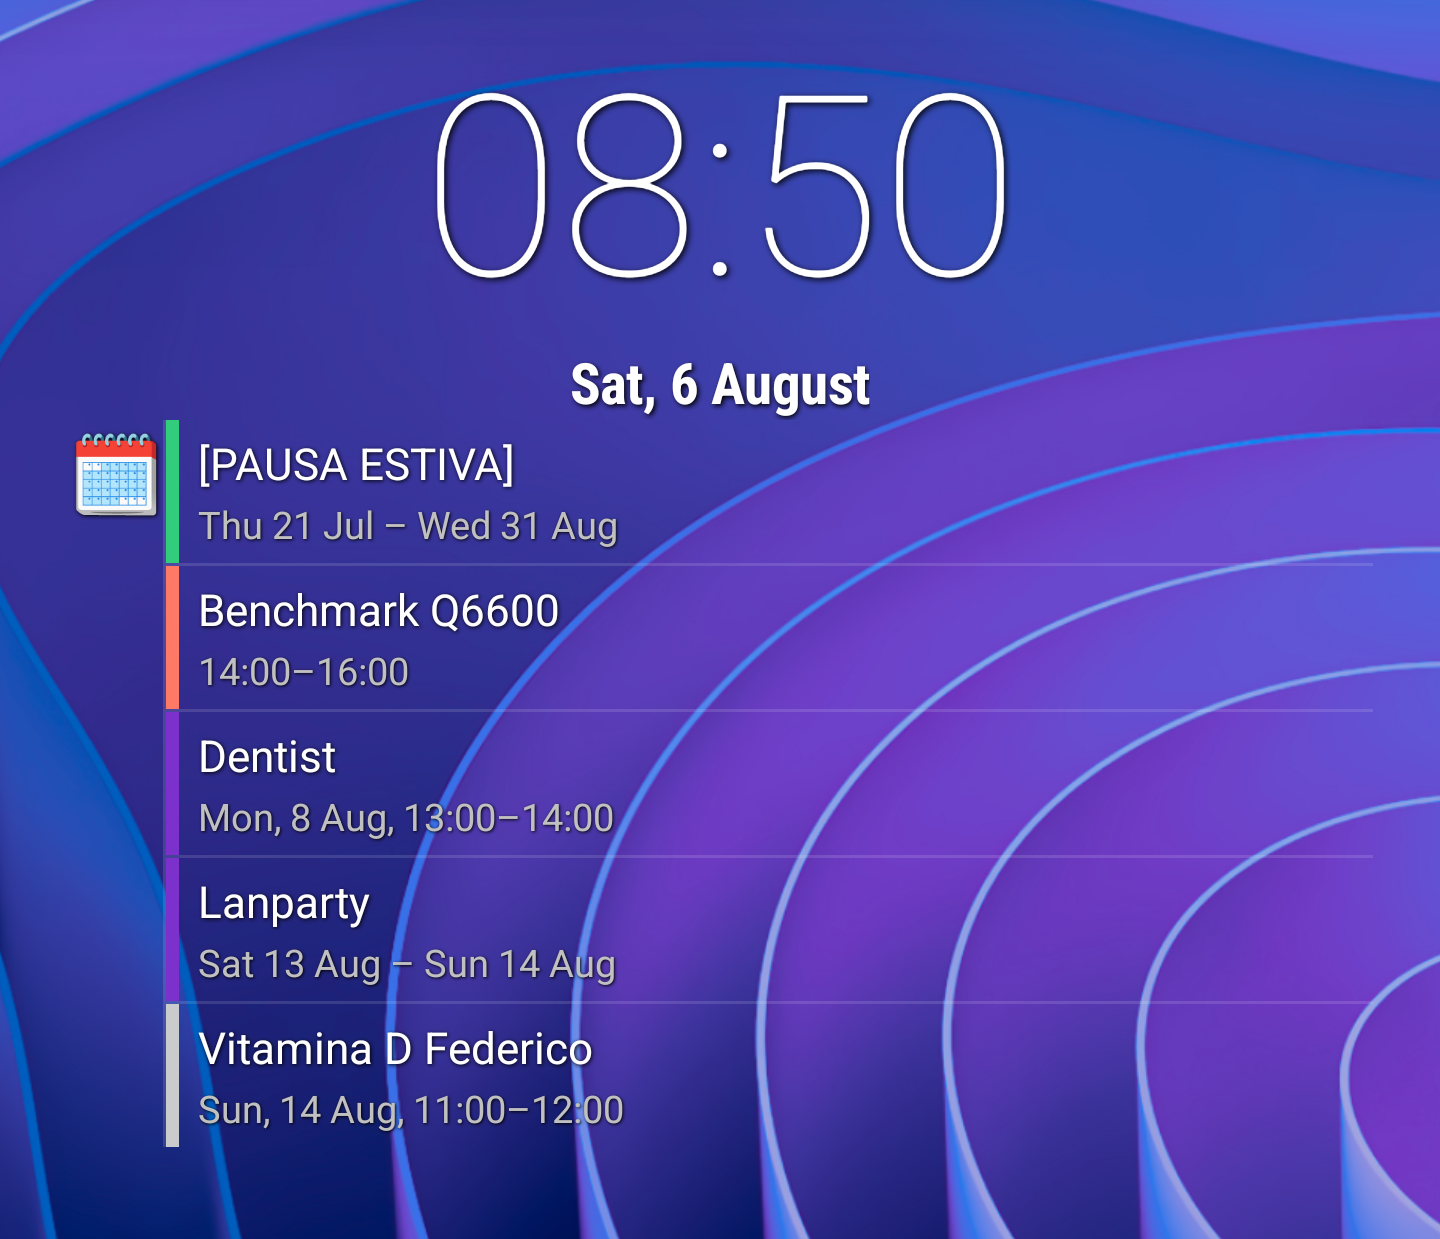 08:50
Sat, 6 August
[PAUSA ESTIVA]
Thu 21 Jul – Wed 31 Aug
Benchmark Q6600
14:00–16:00
Dentist
Mon, 8 Aug, 13:00–14:00
Lanparty
Sat 13 Aug – Sun 14 Aug
Vitamina D Federico
Sun, 14 Aug, 11:00–12:00